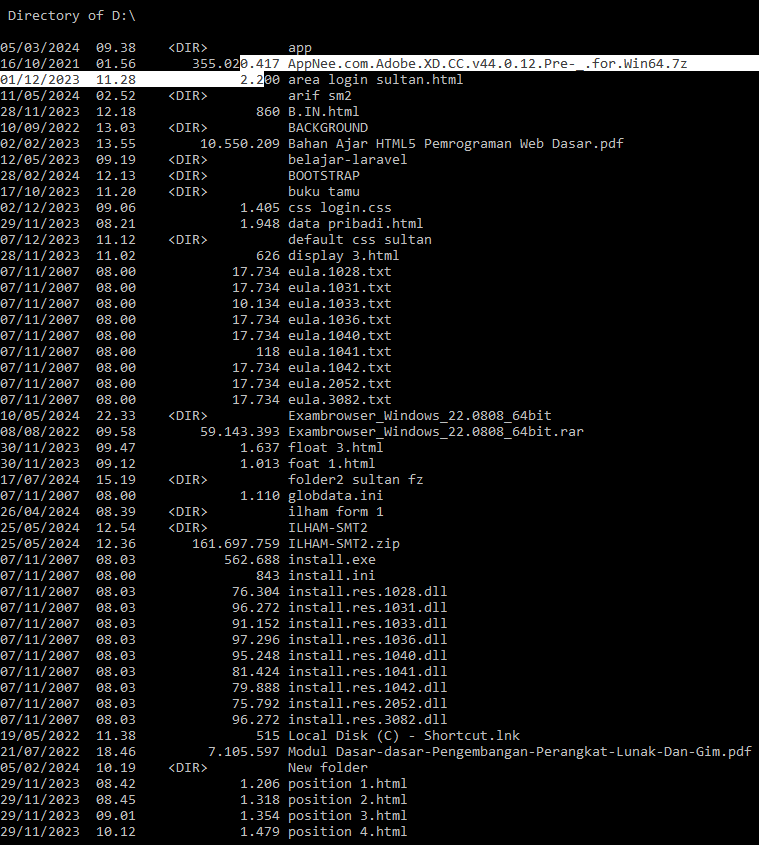 Directory of D:\
05/03/2024  09.38    <DIR>          app
16/10/2021  01.56       355.020.417 AppNee.com.Adobe.XD.CC.v44.0.12.Pre-_.for.Win64.7z
01/12/2023  11.28             2.200 area login sultan.html
11/05/2024  02.52    <DIR>          arif sm2
28/11/2023  12.18               860 B.IN.html
10/09/2022  13.03    <DIR>          BACKGROUND
02/02/2023  13.55        10.550.209 Bahan Ajar HTML5 Pemrograman Web Dasar.pdf
12/05/2023  09.19    <DIR>          belajar-laravel
28/02/2024  12.13    <DIR>          BOOTSTRAP
17/10/2023  11.20    <DIR>          buku tamu
02/12/2023  09.06             1.405 css login.css
29/11/2023  08.21             1.948 data pribadi.html
07/12/2023  11.12    <DIR>          default css sultan
28/11/2023  11.02               626 display 3.html
07/11/2007  08.00            17.734 eula.1028.txt
07/11/2007  08.00            17.734 eula.1031.txt
07/11/2007  08.00            10.134 eula.1033.txt
07/11/2007  08.00            17.734 eula.1036.txt
07/11/2007  08.00            17.734 eula.1040.txt
07/11/2007  08.00               118 eula.1041.txt
07/11/2007  08.00            17.734 eula.1042.txt
07/11/2007  08.00            17.734 eula.2052.txt
07/11/2007  08.00            17.734 eula.3082.txt
10/05/2024  22.33    <DIR>          Exambrowser_Windows_22.0808_64bit
08/08/2022  09.58        59.143.393 Exambrowser_Windows_22.0808_64bit.rar
30/11/2023  09.47             1.637 float 3.html
30/11/2023  09.12             1.013 foat 1.html
17/07/2024  15.19    <DIR>          folder2 sultan fz
07/11/2007  08.00             1.110 globdata.ini
26/04/2024  08.39    <DIR>          ilham form 1
25/05/2024  12.54    <DIR>          ILHAM-SMT2
25/05/2024  12.36       161.697.759 ILHAM-SMT2.zip
07/11/2007  08.03           562.688 install.exe
07/11/2007  08.00               843 install.ini
07/11/2007  08.03            76.304 install.res.1028.dll
07/11/2007  08.03            96.272 install.res.1031.dll
07/11/2007  08.03            91.152 install.res.1033.dll
07/11/2007  08.03            97.296 install.res.1036.dll
07/11/2007  08.03            95.248 install.res.1040.dll
07/11/2007  08.03            81.424 install.res.1041.dll
07/11/2007  08.03            79.888 install.res.1042.dll
07/11/2007  08.03            75.792 install.res.2052.dll
07/11/2007  08.03            96.272 install.res.3082.dll
19/05/2022  11.38               515 Local Disk (C) - Shortcut.lnk
21/07/2022  18.46         7.105.597 Modul Dasar-dasar-Pengembangan-Perangkat-Lunak-Dan-Gim.pdf
05/02/2024  10.19    <DIR>          New folder
29/11/2023  08.42             1.206 position 1.html
29/11/2023  08.45             1.318 position 2.html
29/11/2023  09.01             1.354 position 3.html
29/11/2023  10.12             1.479 position 4.html